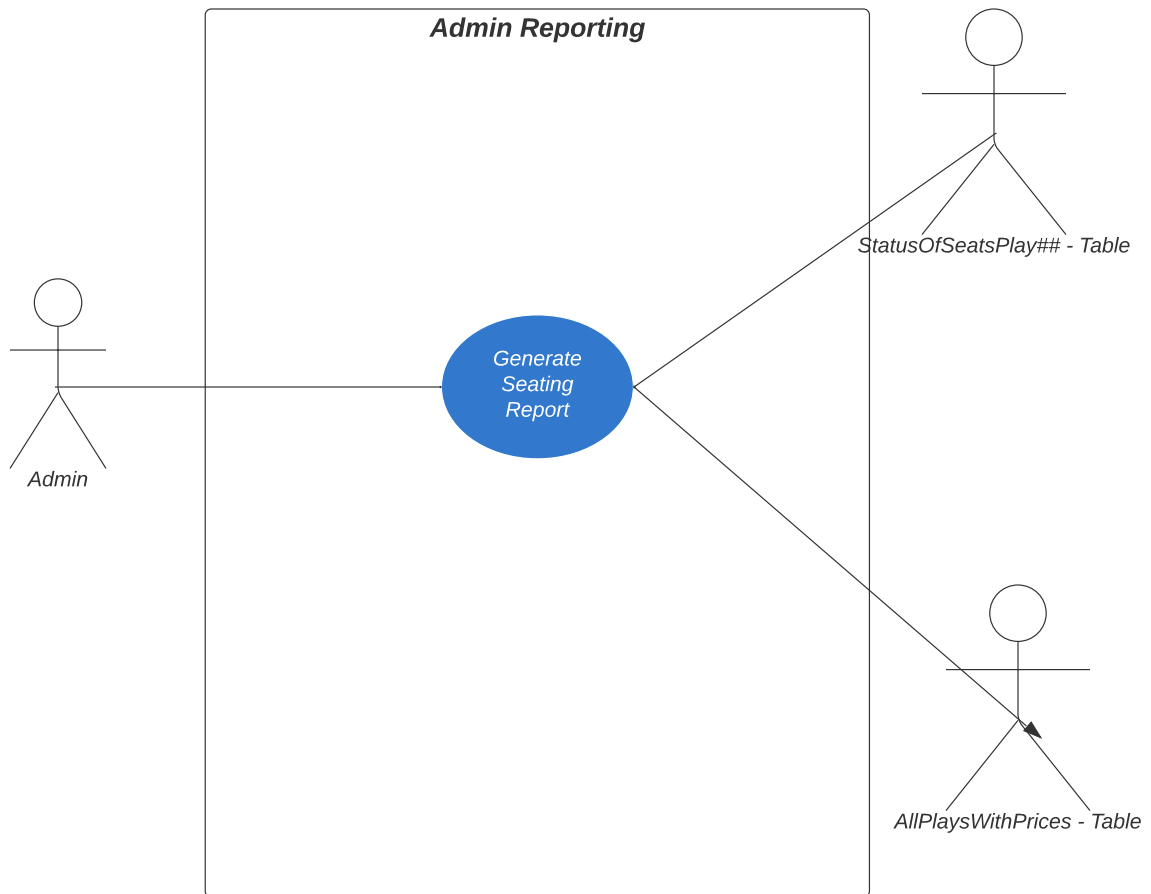 Admin Reporting
StatusOfSeatsPlay## - Table
Generate
Seating
Report
Admin
AllPlaysWithPrices - Table